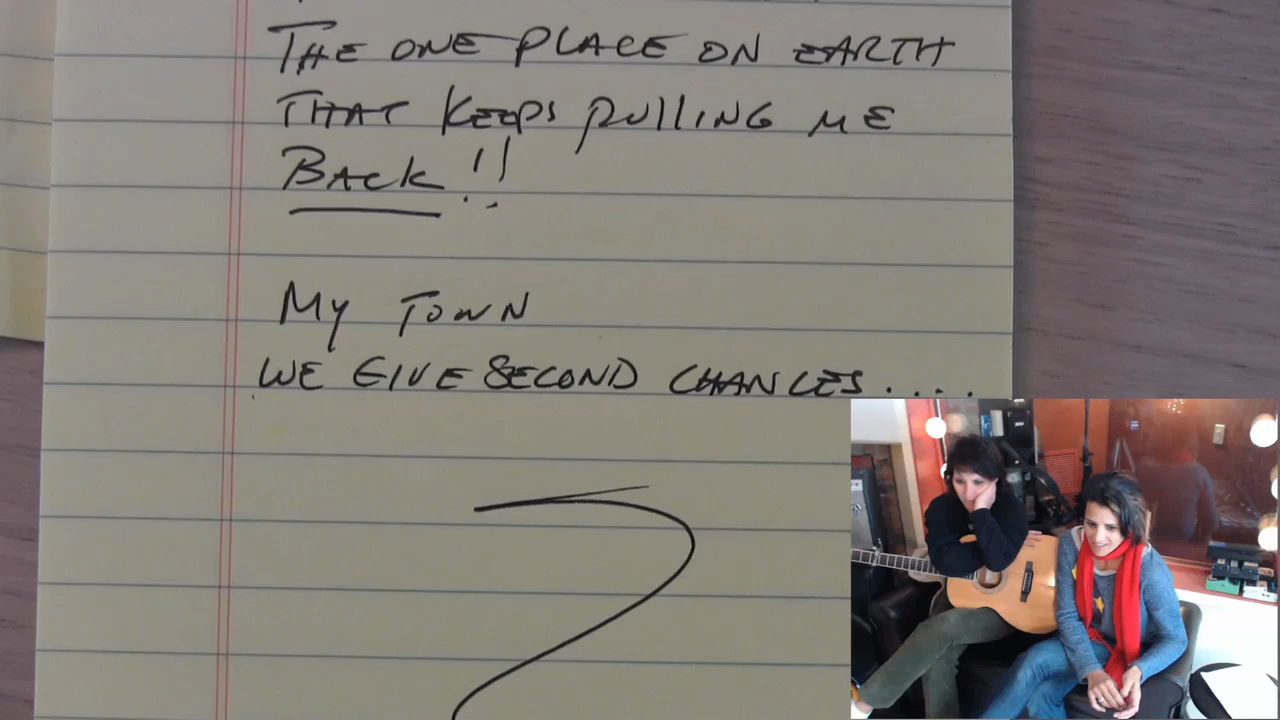 THE ONE PLACE ON EARTH
THAT KEEPS PULLING ME
BACK!!
MY TOWN
WE GIVE SECOND CHANCES....